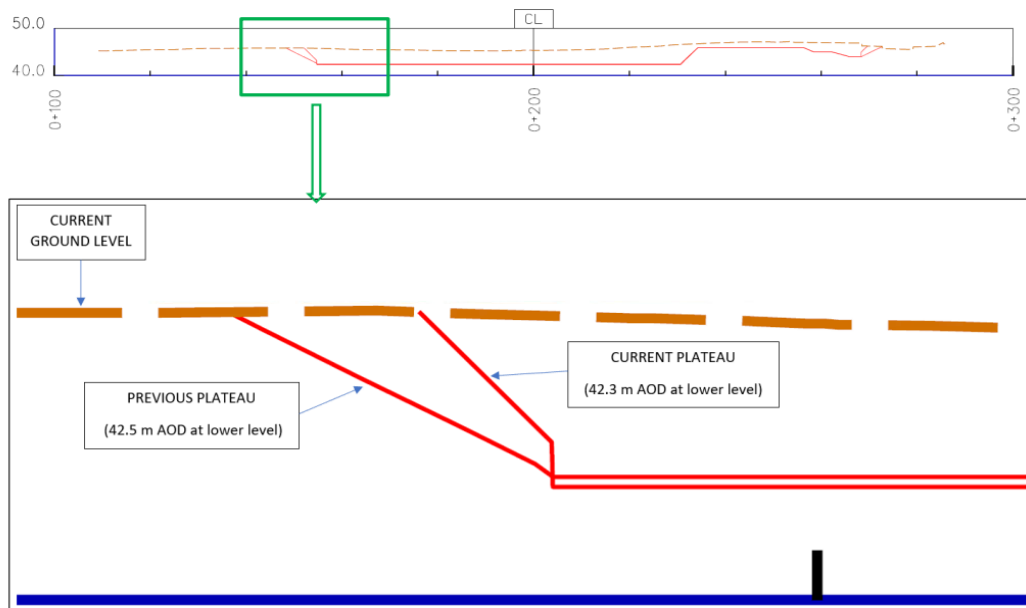 50.0
CL
40.0
0+100
0+200
0+300
CURRENT
GROUND LEVEL
CURRENT PLATEAU
(42.3 m AOD at lower level)
PREVIOUS PLATEAU
(42.5 m AOD at lower level)